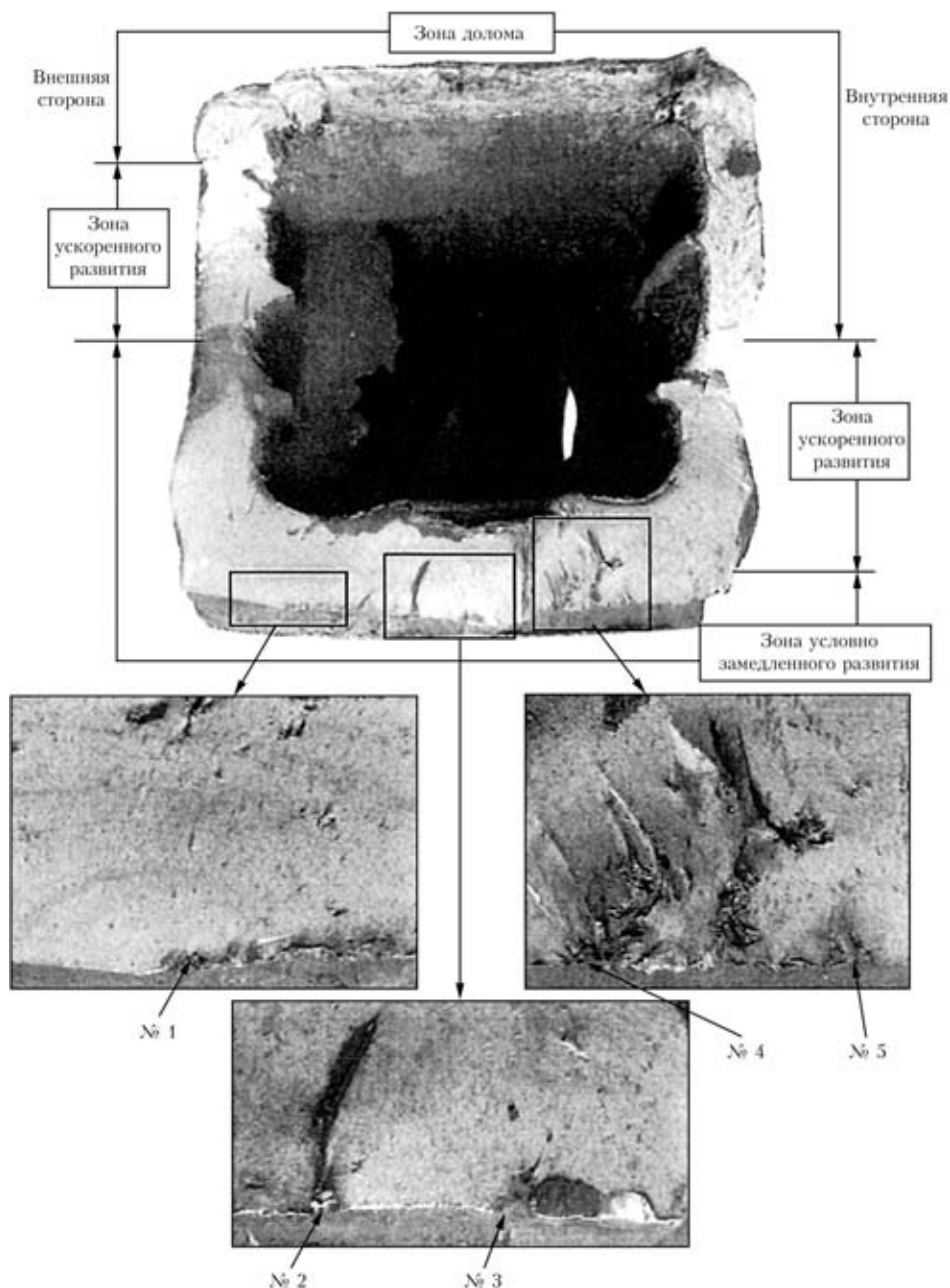 Зона долома
Внешняя
сторона
Внутренняя
сторона
Зона
ускоренного
развития
Зона
ускоренного
развития
Зона условно
замедленного развития
№ 1
№ 4
№ 5
№ 2
№ 3